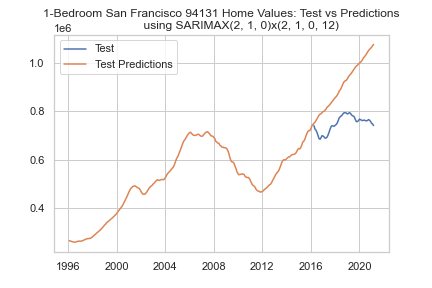 1-Bedroom San Francisco 94131 Home Values: Test vs Predictions
using SARIMAX(2, 1, 0)x(2, 1, 0, 12)
1e6
Test
Test Predictions
1.0
0.8
0.6
0.4
1996 2000 2004 2008 2012 2016 2020